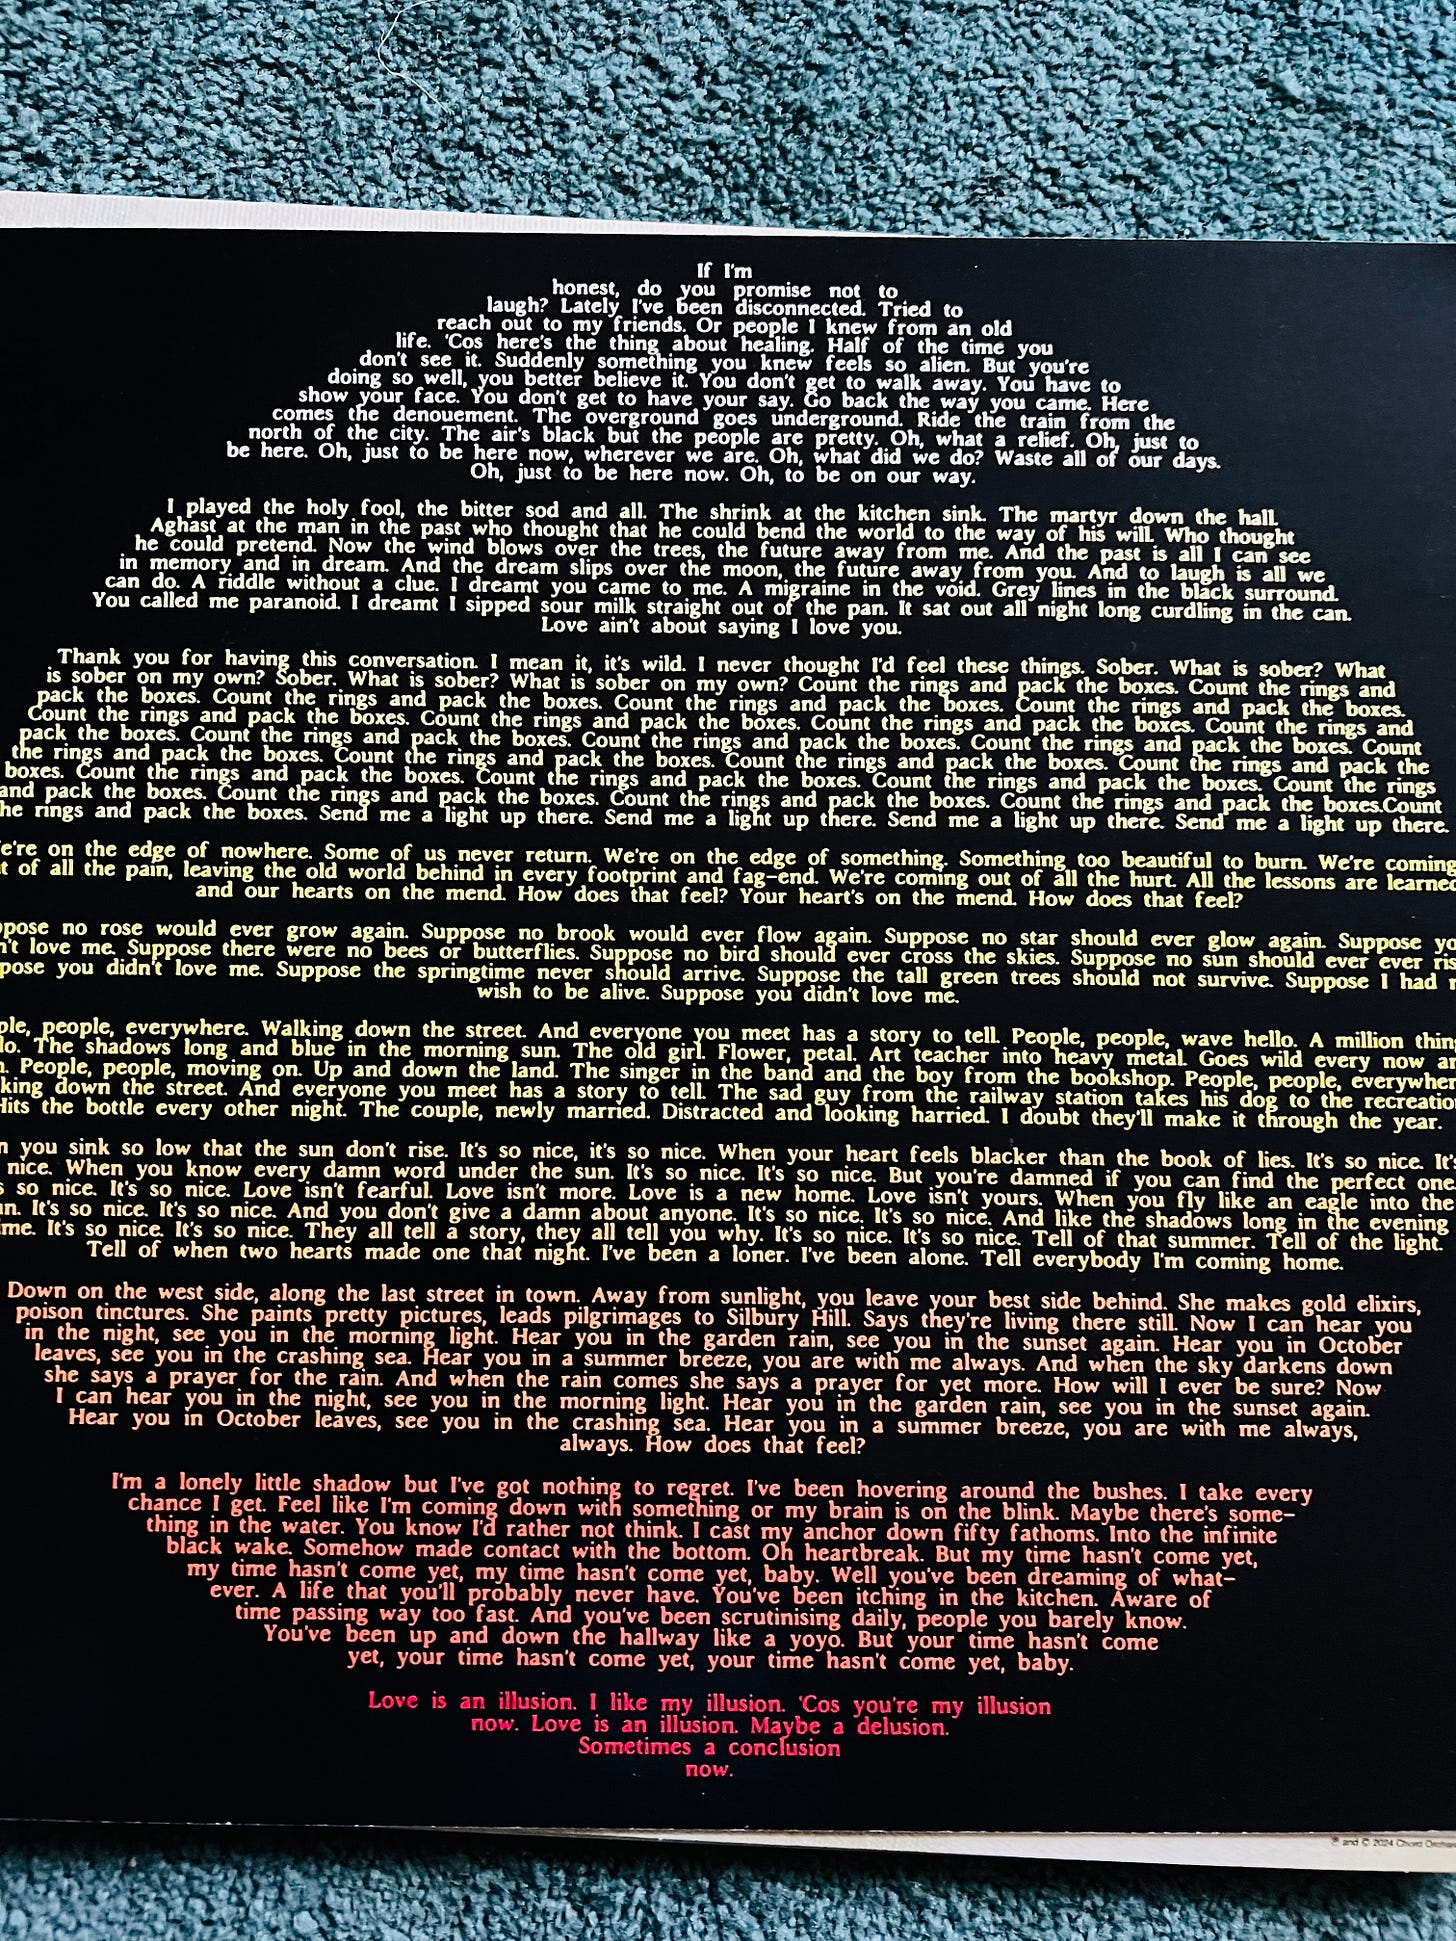 If I'm
honest, do you promise not to
laugh? Lately I've been disconnected. Tried to
reach out to my friends. Or people I knew from an old
life. 'Cos here's the thing about healing. Half of the time you
don't see it. Suddenly something you knew feels so alien. But you're
doing so well, you better believe it. You don't get to walk away. You have to
show your face. You don't get to have your say. Go back the way you came. Here
comes the denouement. The overground goes underground. Ride the train from the
north of the city. The air's black but the people are pretty. Oh, what a relief. Oh, just to
be here. Oh, just to be here now, wherever we are. Oh, what did we do? Waste all of our days.
Oh, just to be here now. Oh, to be on our way.
I played the holy fool, the bitter sod and all. The shrink at the kitchen sink. The martyr down the hall.
Aghast at the man in the past who thought that he could bend the world to the way of his will. Who thought
he could pretend. Now the wind blows over the trees, the future away from me. And the past is all I can see
in memory and in dream. And the dream slips over the moon, the future away from you. And to laugh is all we
can do. A riddle without a clue. I dreamt you came to me. A migraine in the void. Grey lines in the black surround.
You called me paranoid. I dreamt I sipped sour milk straight out of the pan. It sat out all night long curdling in the can.
Love ain't about saying I love you.
Thank you for having this conversation. I mean it, it's wild. I never thought I'd feel these things. Sober. What is sober? What
is sober on my own? Sober. What is sober? What is sober on my own? Count the rings and pack the boxes. Count the rings and
pack the boxes. Count the rings and pack the boxes. Count the rings and pack the boxes. Count the rings and pack the boxes.
Count the rings and pack the boxes. Count the rings and pack the boxes. Count the rings and pack the boxes. Count the rings and
pack the boxes. Count the rings and pack the boxes. Count the rings and pack the boxes. Count the rings and pack the boxes. Count
the rings and pack the boxes. Count the rings and pack the boxes. Count the rings and pack the boxes. Count the rings and pack the
boxes. Count the rings and pack the boxes. Count the rings and pack the boxes. Count the rings and pack the boxes. Count the rings
and pack the boxes. Count the rings and pack the boxes. Count the rings and pack the boxes. Count the rings and pack the boxes.Count
he rings and pack the boxes. Send me a light up there. Send me a light up there. Send me a light up there. Send me a light up there.
e're on the edge of nowhere. Some of us never return. We're on the edge of something. Something too beautiful to burn. We're coming
t of all the pain, leaving the old world behind in every footprint and fag-end. We're coming out of all the hurt. All the lessons are learned
and our hearts on the mend. How does that feel? Your heart's on the mend. How does that feel?
ppose no rose would ever grow again. Suppose no brook would ever flow again. Suppose no star should ever glow again. Suppose yo
n't love me. Suppose there were no bees or butterflies. Suppose no bird should ever cross the skies. Suppose no sun should ever ever ris
pose you didn't love me. Suppose the springtime never should arrive. Suppose the tall green trees should not survive. Suppose I had n
wish to be alive. Suppose you didn't love me.
ple, people, everywhere. Walking down the street. And everyone you meet has a story to tell. People, people, wave hello. A million thin
lo. The shadows long and blue in the morning sun. The old girl. Flower, petal. Art teacher into heavy metal. Goes wild every now an
n. People, people, moving on. Up and down the land. The singer in the band and the boy from the bookshop. People, people, everywher
king down the street. And everyone you meet has a story to tell. The sad guy from the railway station takes his dog to the recreatio
Hits the bottle every other night. The couple, newly married. Distracted and looking harried. I doubt they'll make it through the year.
n you sink so low that the sun don't rise. It's so nice, it's so nice. When your heart feels blacker than the book of lies. It's so nice. It's
nice. When you know every damn word under the sun. It's so nice. It's so nice. But you're damned if you can find the perfect one.
s so nice. It's so nice. Love isn't fearful. Love isn't more. Love is a new home. Love isn't yours. When you fly like an eagle into the
n. It's so nice. It's so nice. And you don't give a damn about anyone. It's so nice. It's so nice. And like the shadows long in the evening
me. It's so nice. It's so nice. They all tell a story, they all tell you why. It's so nice. It's so nice. Tell of that summer. Tell of the light.
Tell of when two hearts made one that night. I've been a loner. I've been alone. Tell everybody I'm coming home.
Down on the west side, along the last street in town. Away from sunlight, you leave your best side behind. She makes gold elixirs,
poison tinctures. She paints pretty pictures, leads pilgrimages to Silbury Hill. Says they're living there still. Now I can hear you
in the night, see you in the morning light. Hear you in the garden rain, see you in the sunset again. Hear you in October
leaves, see you in the crashing sea. Hear you in a summer breeze, you are with me always. And when the sky darkens down
she says a prayer for the rain. And when the rain comes she says a prayer for yet more. How will I ever be sure? Now
I can hear you in the night, see you in the morning light. Hear you in the garden rain, see you in the sunset again.
Hear you in October leaves, see you in the crashing sea. Hear you in a summer breeze, you are with me always,
always. How does that feel?
I'm a lonely little shadow but I've got nothing to regret. I've been hovering around the bushes. I take every
chance I get. Feel like I'm coming down with something or my brain is on the blink. Maybe there's some-
thing in the water. You know I'd rather not think. I cast my anchor down fifty fathoms. Into the infinite
black wake. Somehow made contact with the bottom. Oh heartbreak. But my time hasn't come yet,
my time hasn't come yet, my time hasn't come yet, baby. Well you've been dreaming of what-
ever. A life that you'll probably never have. You've been itching in the kitchen. Aware of
time passing way too fast. And you've been scrutinising daily, people you barely know.
You've been up and down the hallway like a yoyo. But your time hasn't come
yet, your time hasn't come yet, your time hasn't come yet, baby.
Love is an illusion. I like my illusion. 'Cos you're my illusion
now. Love is an illusion. Maybe a delusion.
Sometimes a conclusion
now.
℗ and © 2024 Chord